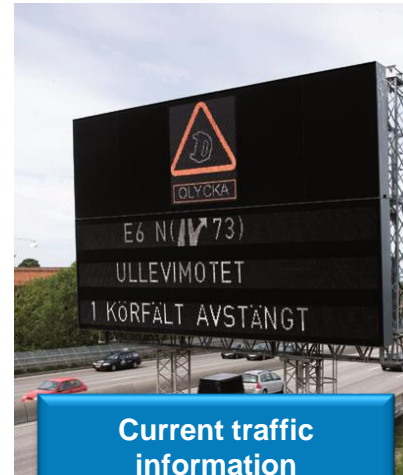 OLYCKA
E6 N( 73)
ULLEVIMOTET
1 KÖRFÄLT AVSTÄNGT
Current traffic
information